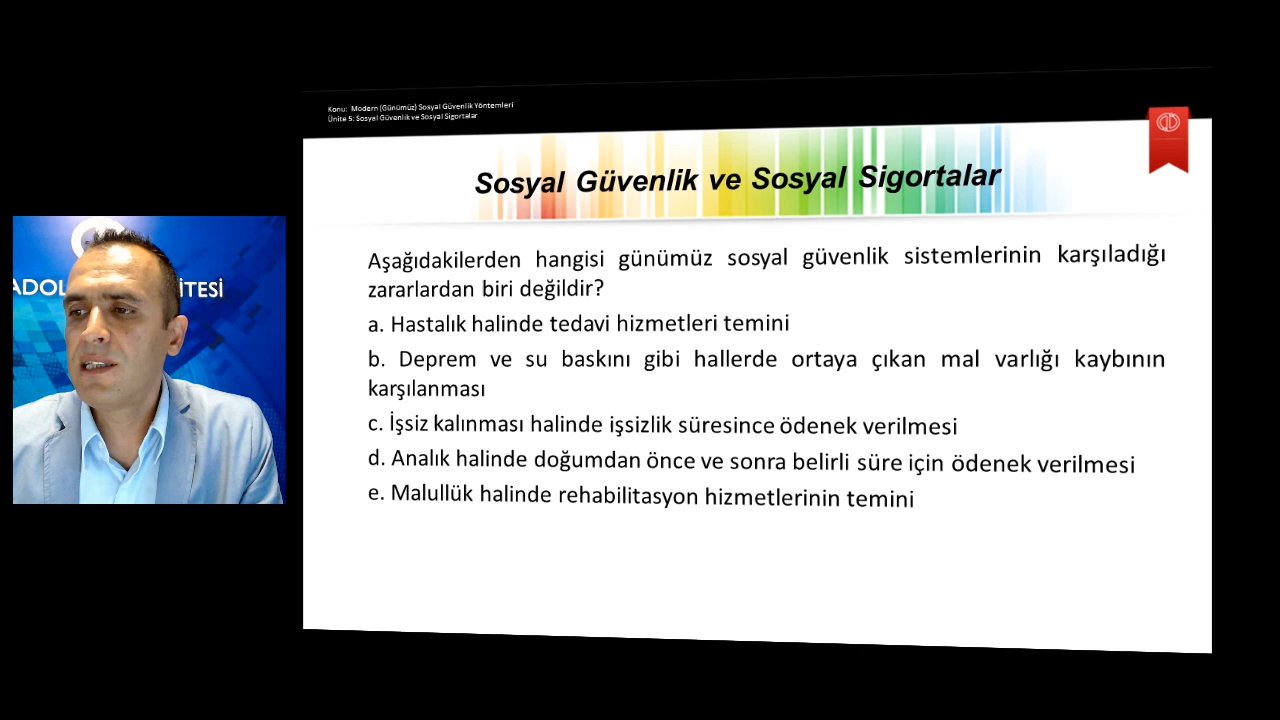 Konu: Modern (Günümüz) Sosyal Güvenlik Yöntemleri
Ünite 5: Sosyal Güvenlik ve Sosyal Sigortalar
Sosyal Güvenlik ve Sosyal Sigortalar
Aşağıdakilerden hangisi günümüz sosyal güvenlik sistemlerinin karşıladığı
zararlardan biri değildir?
a. Hastalık halinde tedavi hizmetleri temini
b. Deprem ve su baskını gibi hallerde ortaya çıkan mal varlığı kaybının
karşılanması
c. İşsiz kalınması halinde işsizlik süresince ödenek verilmesi
d. Analık halinde doğumdan önce ve sonra belirli süre için ödenek verilmesi
e. Malullük halinde rehabilitasyon hizmetlerinin temini
ADOL İTESİ